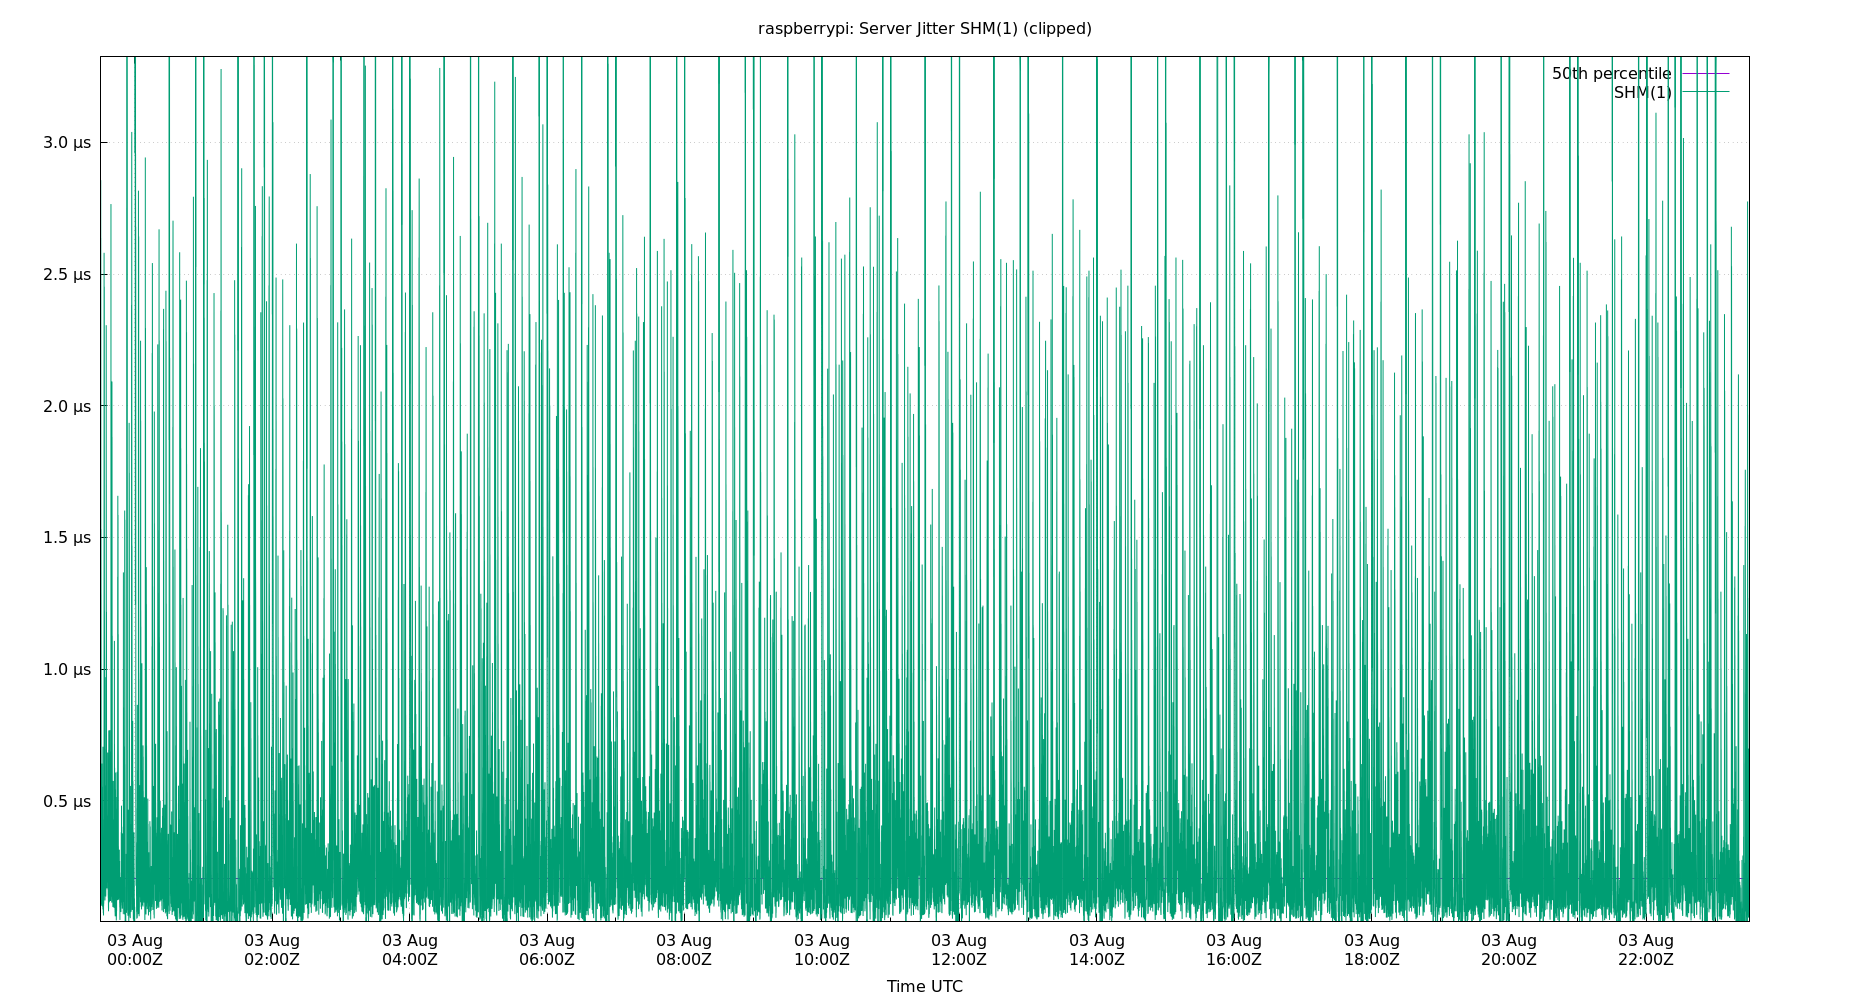 raspberrypi: Server Jitter SHM(1) (clipped)
50th percentile
SHM(1)
3.0 µs
2.5 µs
2.0 µs
1.5 µs
1.0 µs
0.5 µs
03 Aug 03 Aug 03 Aug 03 Aug 03 Aug 03 Aug 03 Aug 03 Aug 03 Aug 03 Aug 03 Aug 03 Aug
00:00Z 02:00Z 04:00Z 06:00Z 08:00Z 10:00Z 12:00Z 14:00Z 16:00Z 18:00Z 20:00Z 22:00Z
Time UTC